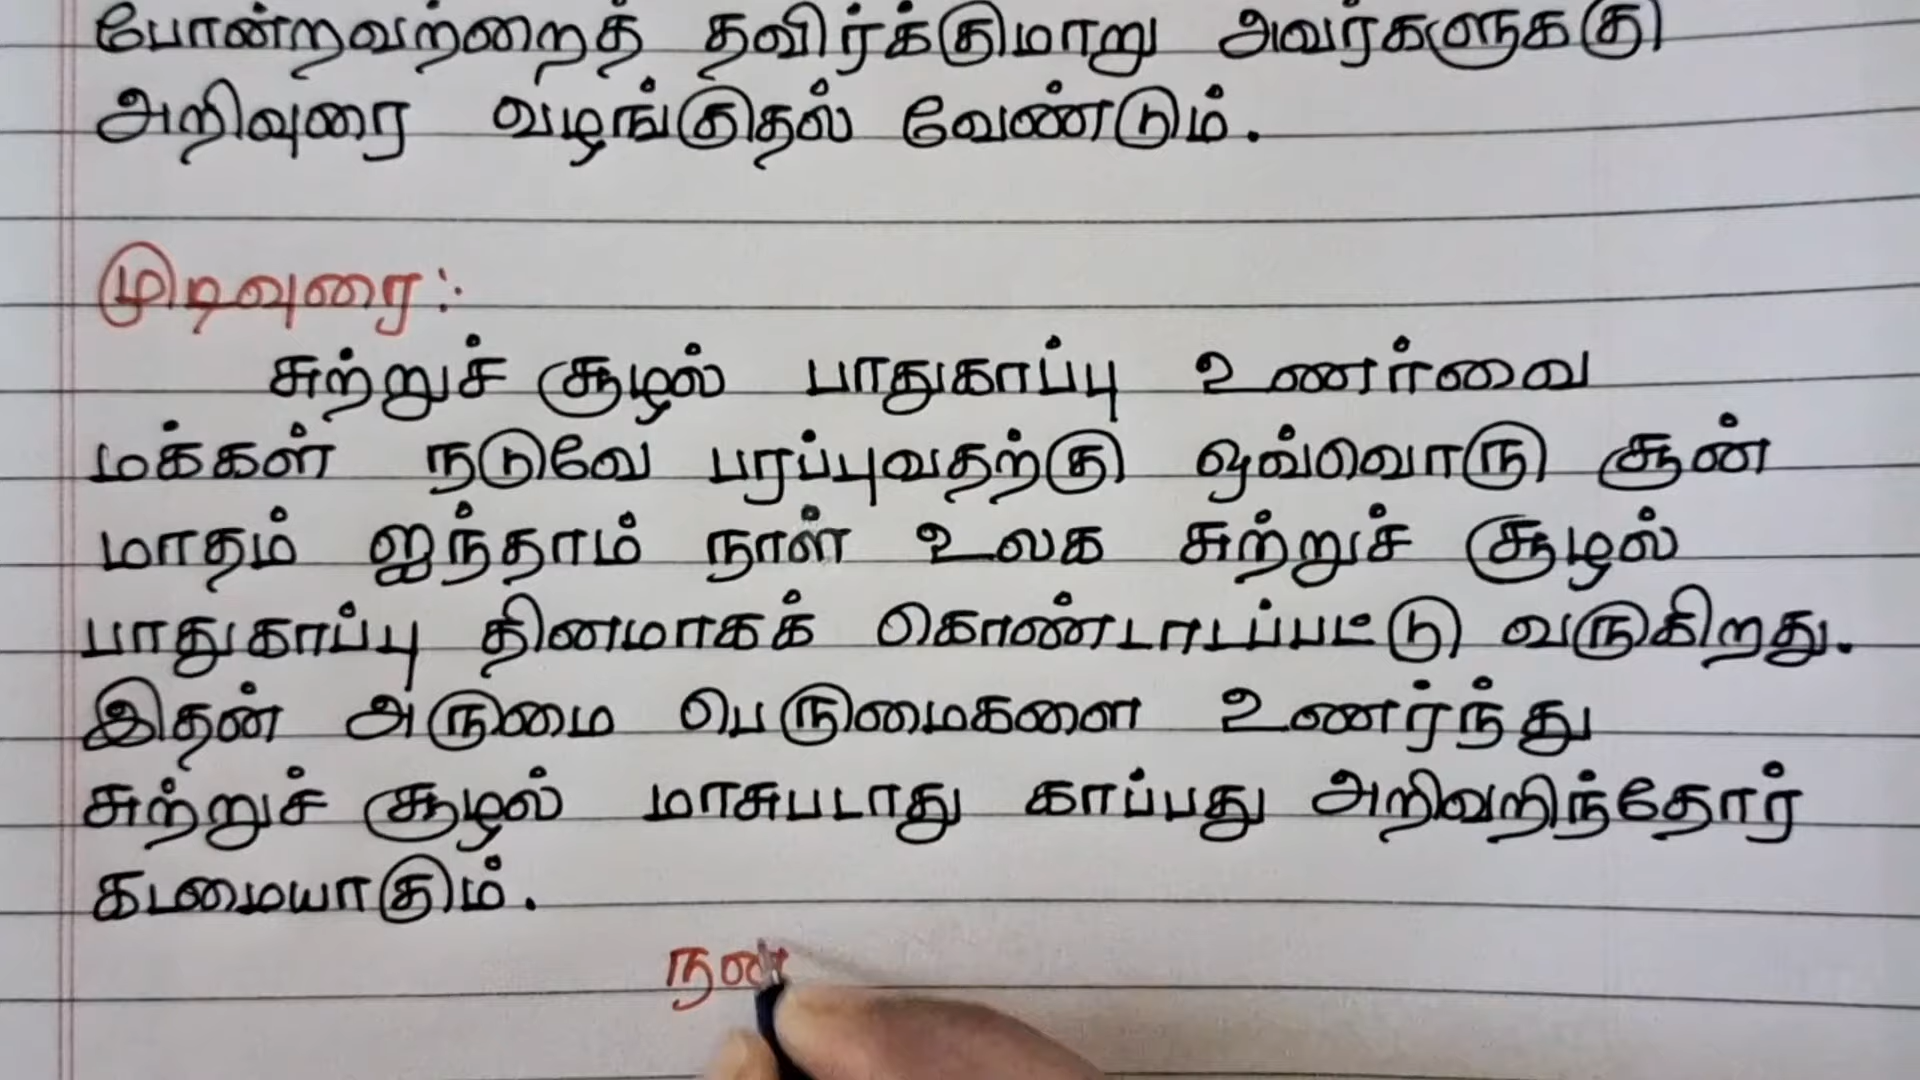 போன்றவற்றைத் தவிர்க்குமாறு அவர்களுக்கு
அறிவுரை வழங்குதல் வேண்டும்.
முடிவுரை:
சுற்றுச் சூழல் பாதுகாப்பு உணர்வை
மக்கள் நடுவே பரப்புவதற்கு ஒவ்வொரு சூன்
மாதம் ஐந்தாம் நாள் உலக சுற்றுச் சூழல்
பாதுகாப்பு தினமாகக் கொண்டாடப்பட்டு வருகிறது.
இதன் அருமை பெருமைகளை உணர்ந்து
சுற்றுச் சூழல் மாசுபடாது காப்பது அறிவறிந்தோர்
கடமையாகும்.